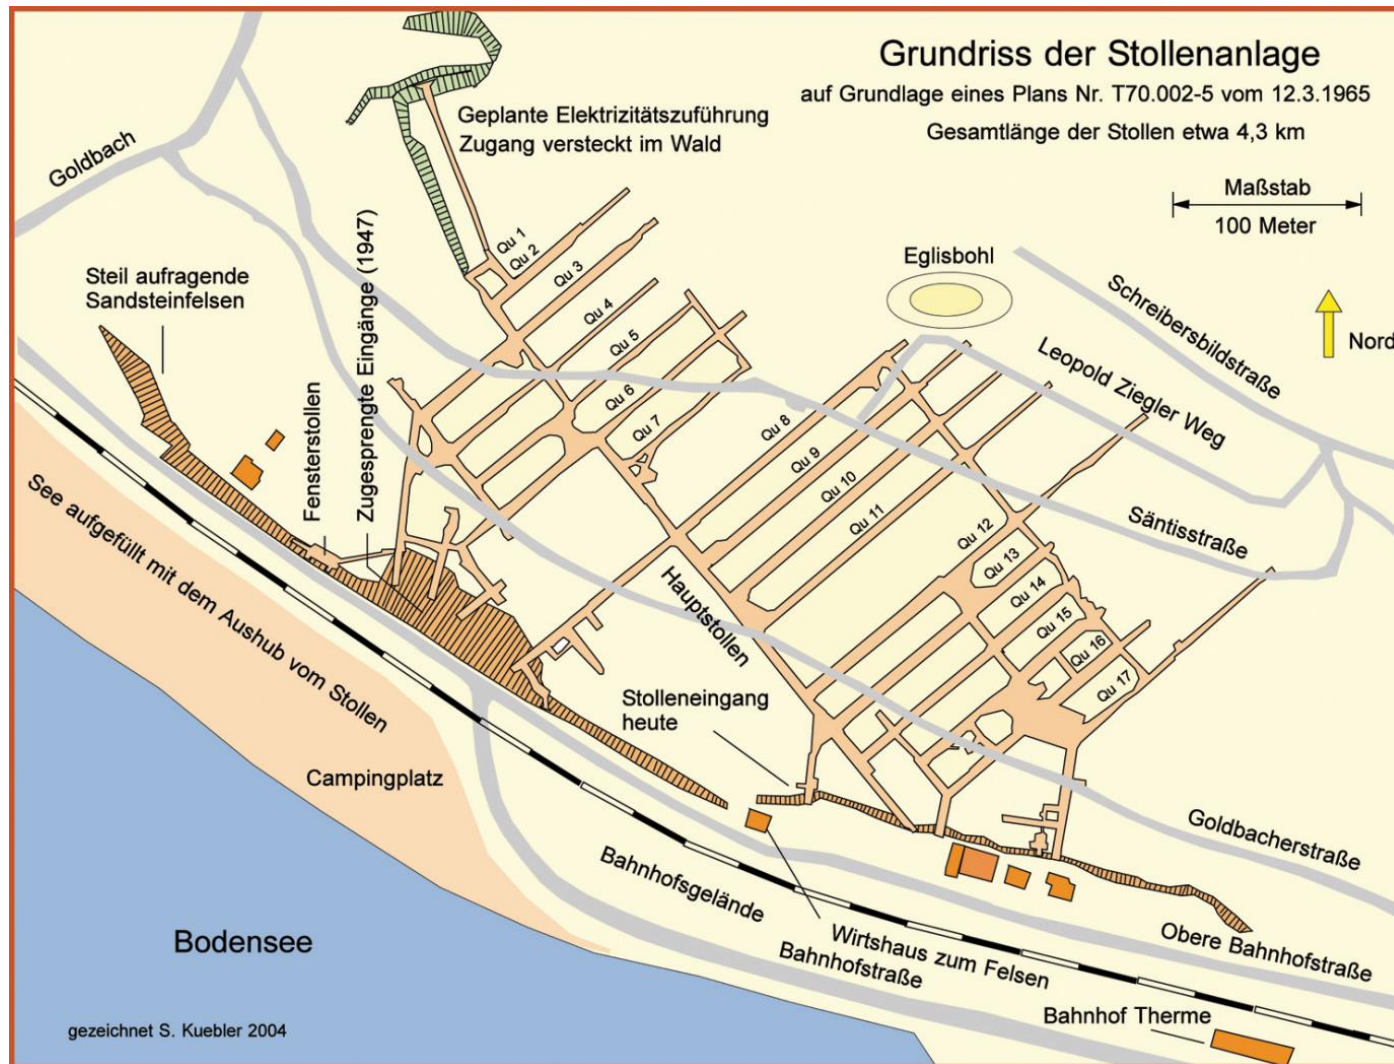 Grundriss der Stollenanlage
auf Grundlage eines Plans Nr. T70.002-5 vom 12.3.1965
Gesamtlänge der Stollen etwa 4,3 km
Maßstab
100 Meter
Nord
Geplante Elektrizitätszuführung
Zugang versteckt im Wald
Goldbach
Steil aufragende
Sandsteinfelsen
Fensterstollen
Zugesprengte Eingänge (1947)
Qu 1
Qu 2
Qu 3
Qu 4
Qu 5
Qu 6
Qu 7
Qu 8
Qu 9
Qu 10
Qu 11
Qu 12
Qu 13
Qu 14
Qu 15
Qu 16
Qu 17
Eglisbohl
Schreibersbildstraße
Leopold Ziegler Weg
Säntisstraße
Hauptstollen
Stolleneingang
heute
See aufgefüllt mit dem Aushub vom Stollen
Campingplatz
Bodensee
Bahnhofsgelände
Bahnhofstraße
Wirtshaus zum Felsen
Goldbacherstraße
Obere Bahnhofstraße
Bahnhof Therme
gezeichnet S. Kuebler 2004